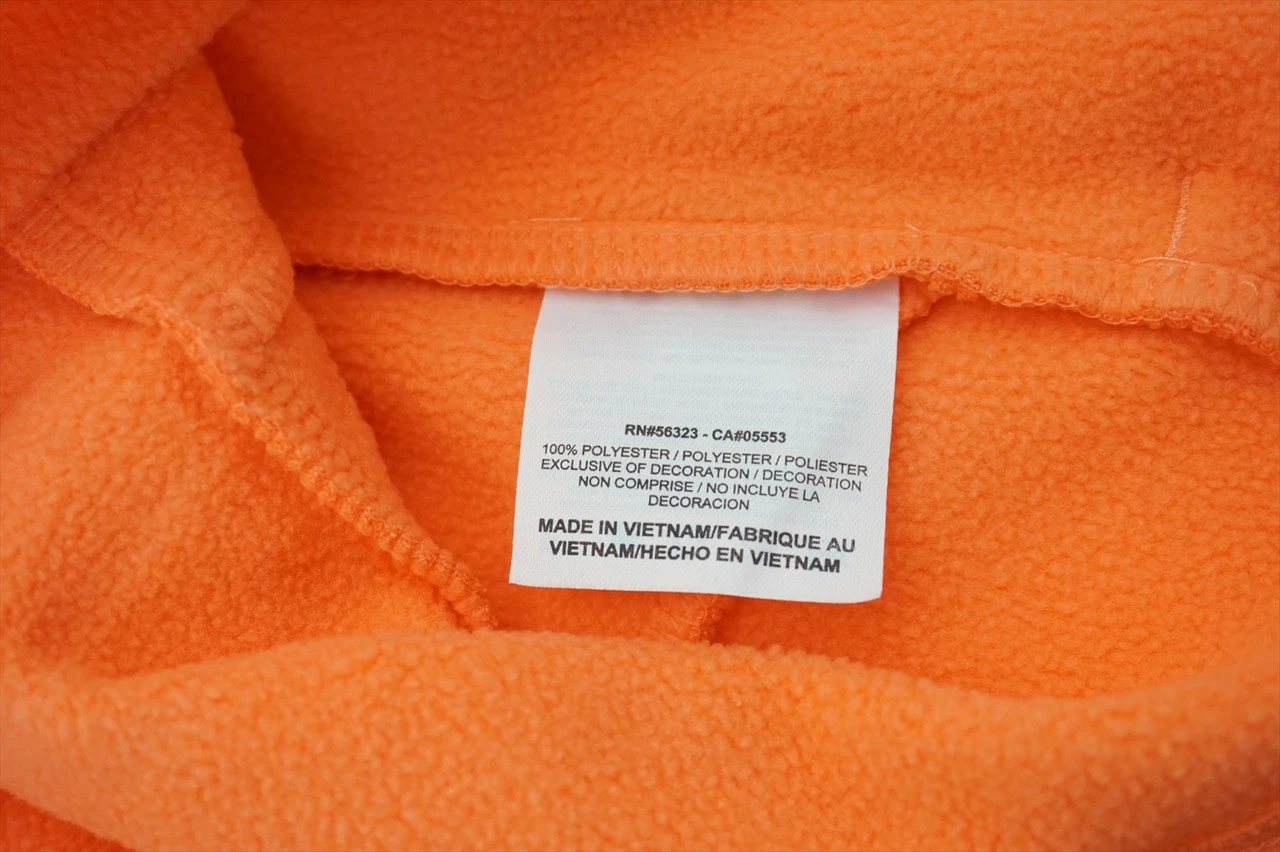 RN#56323 - CA#05553
100% POLYESTER / POLYESTER / POLIESTER
EXCLUSIVE OF DECORATION / DECORATION
NON COMPRISE / NO INCLUYE LA
DECORACION
MADE IN VIETNAM/FABRIQUE AU
VIETNAM/HECHO EN VIETNAM